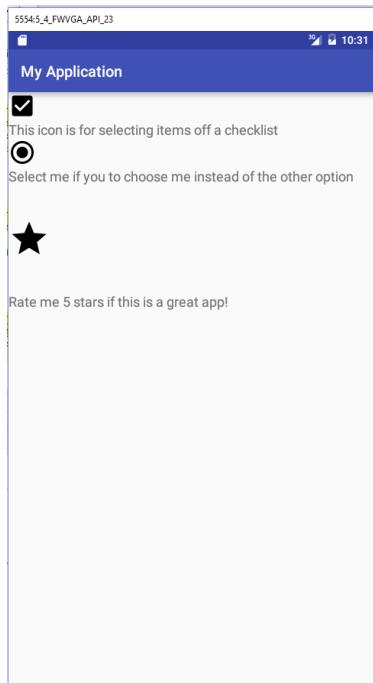 5554:5_4_FWVGA_API_23
3G 10:31
My Application
This icon is for selecting items off a checklist
Select me if you to choose me instead of the other option
Rate me 5 stars if this is a great app!